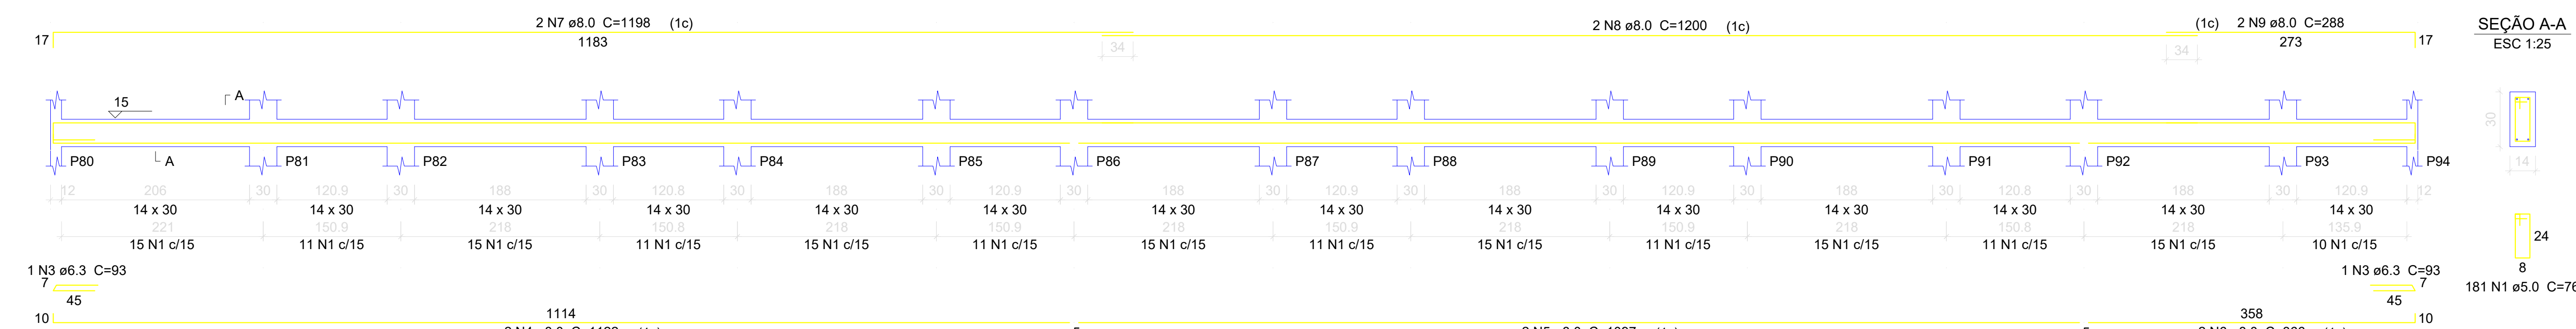 2 N7 ø8.0 C=1198 (1c) 2 N8 ø8.0 C=1200 (1c) (1c) 2 N9 ø8.0 C=288 SEÇÃO A-A
17 1183 34 34 273 17 ESC 1:25
15 A
30
A P80 P81 P82 P83 P84 P85 P86 P87 P88 P89 P90 P91 P92 P93 P94
14
12 206 30 120.9 30 188 30 120.8 30 188 30 120.9 30 188 30 120.9 30 188 30 120.9 30 188 30 120.8 30 188 30 120.9 12
14 x 30 14 x 30 14 x 30 14 x 30 14 x 30 14 x 30 14 x 30 14 x 30 14 x 30 14 x 30 14 x 30 14 x 30 14 x 30 14 x 30
221 150.9 218 150.8 218 150.9 218 150.9 218 150.9 218 150.8 218 135.9
15 N1 c/15 11 N1 c/15 15 N1 c/15 11 N1 c/15 15 N1 c/15 11 N1 c/15 15 N1 c/15 11 N1 c/15 15 N1 c/15 11 N1 c/15 15 N1 c/15 11 N1 c/15 15 N1 c/15 10 N1 c/15
24
8
1 N3 ø6.3 C=93 1 N3 ø6.3 C=93
7 45 45 7
181 N1 ø5.0 C=76
10 1114 358 10